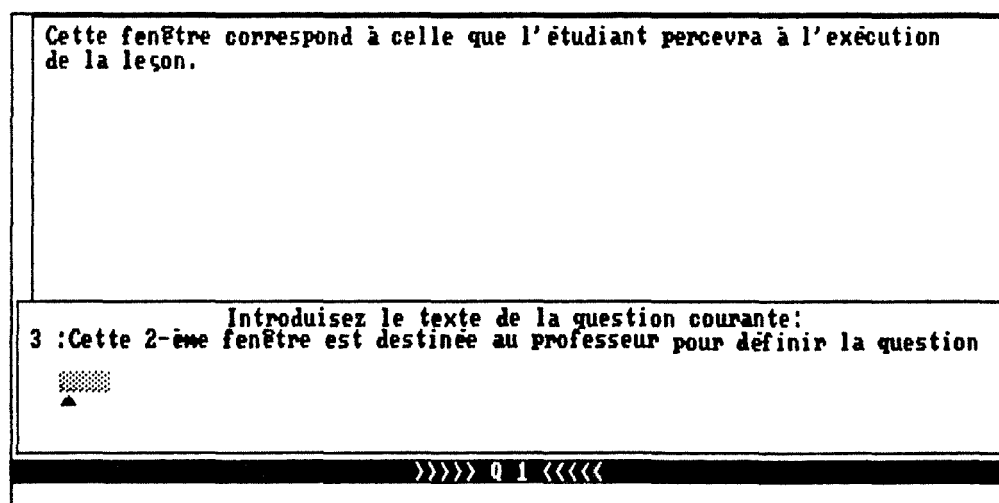 Cette fenêtre correspond à celle que l'étudiant percevra à l'exécution
de la leçon.
Introduisez le texte de la question courante:
3 :Cette 2-ème fenêtre est destinée au professeur pour définir la question
>>>>> Q 1 <<<<<